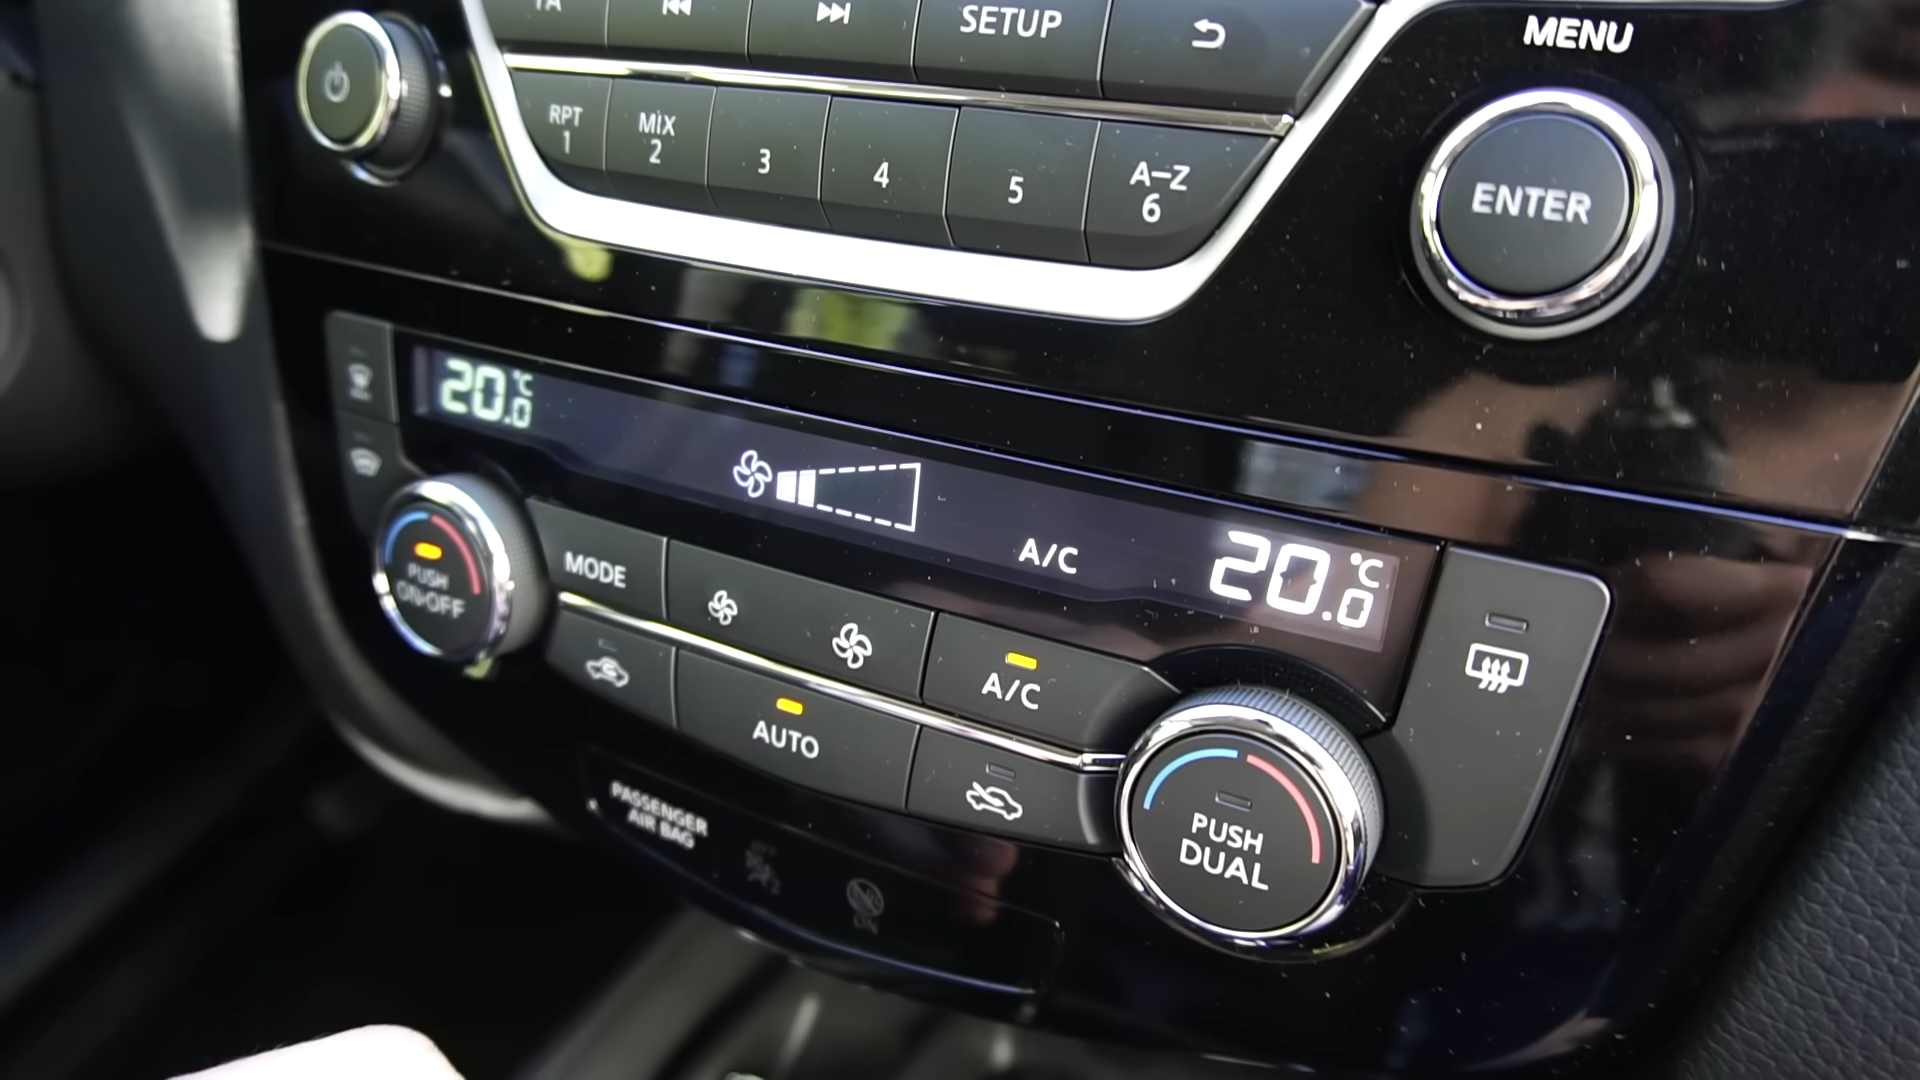 TA
SETUP
MENU
RPT
1
MIX
2
3
4
5
A-Z
6
ENTER
20.0 °C
A/C
20.0 °C
PUSH
ON•OFF
MODE
A/C
AUTO
PUSH
DUAL
PASSENGER
AIR BAG
ON